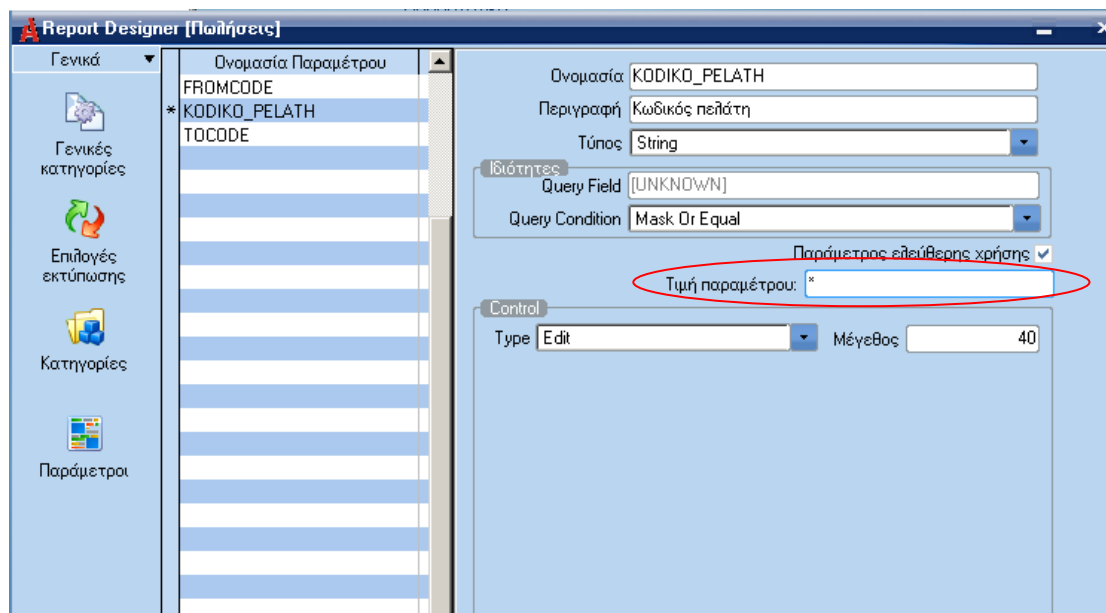 Report Designer [Πωλήσεις]
Γενικά
Γενικές
κατηγορίες
Επιλογές
εκτύπωσης
Κατηγορίες
Παράμετροι
Ονομασία Παραμέτρου
FROMCODE
* KODIKO_PELATH
TOCODE
Ονομασία KODIKO_PELATH
Περιγραφή Κωδικός πελάτη
Τύπος String
Ιδιότητες
Query Field [UNKNOWN]
Query Condition Mask Or Equal
Παράμετρος ελεύθερης χρήσης
Τιμή παραμέτρου: *
Control
Type Edit Μέγεθος 40